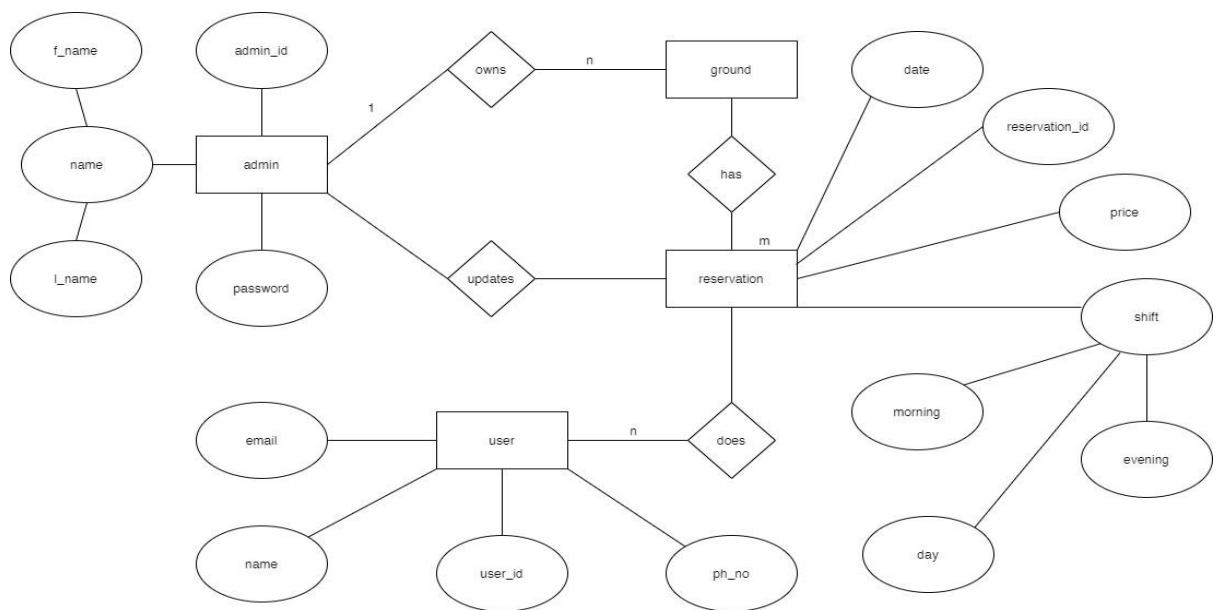 f_name
admin_id
owns
n
ground
date
1
reservation_id
name
admin
has
price
m
l_name
password
updates
reservation
shift
morning
email
user
n
does
evening
name
user_id
ph_no
day